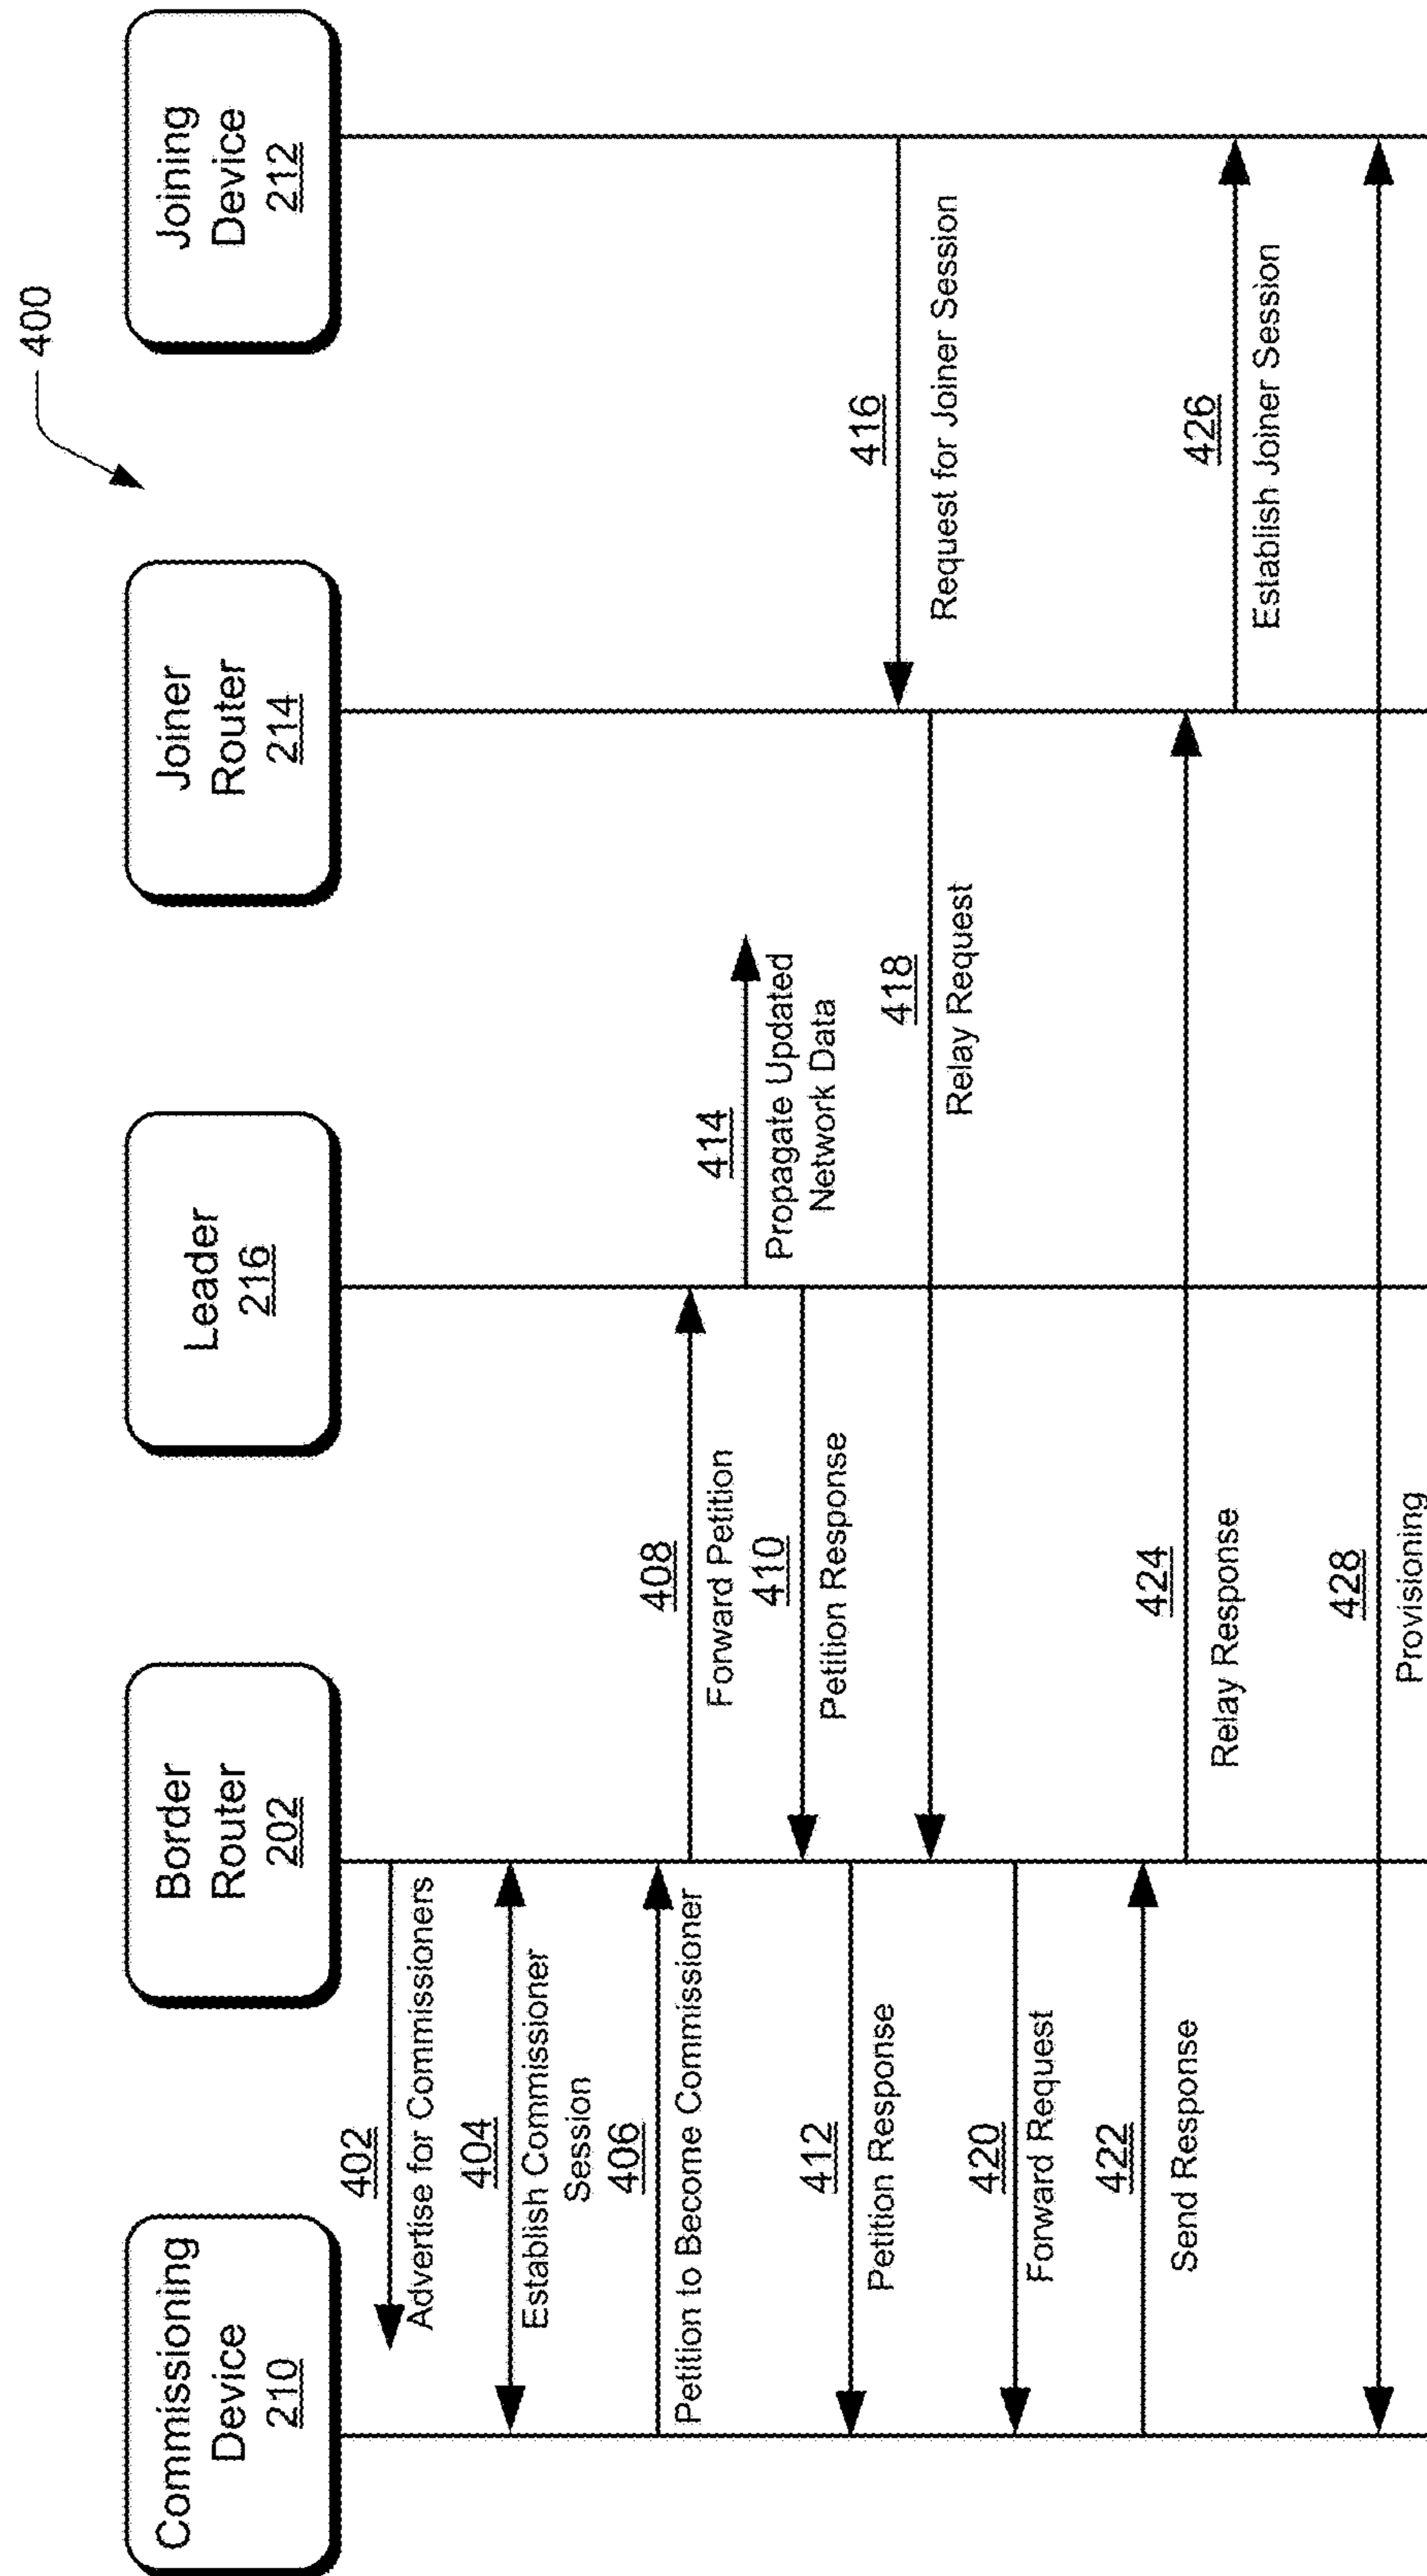 400
Commissioning
Device
210
Border
Router
202
Leader
216
Joiner
Router
214
Joining
Device
212
402
Advertise for Commissioners
404
Establish Commissioner
Session
406
Petition to Become Commissioner
408
Forward Petition
414
Propagate Updated
Network Data
410
Petition Response
412
Petition Response
416
Request for Joiner Session
418
Relay Request
420
Forward Request
422
Send Response
424
Relay Response
426
Establish Joiner Session
428
Provisioning